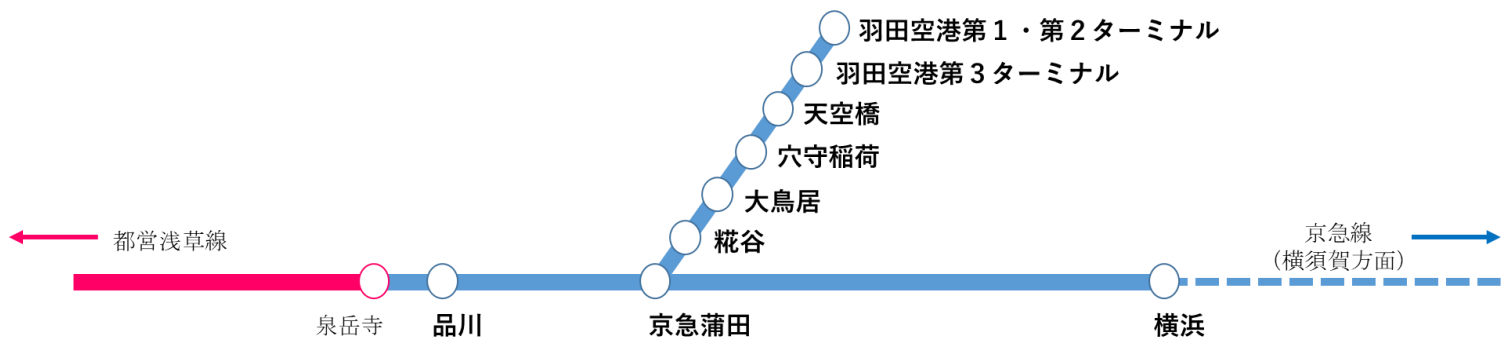 羽田空港第１・第２ターミナル
羽田空港第３ターミナル
天空橋
穴守稲荷
大鳥居
糀谷
都営浅草線
京急線
（横須賀方面）
泉岳寺
品川
京急蒲田
横浜